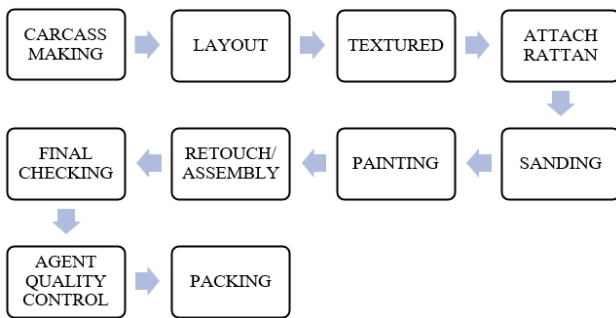 CARCASS
MAKING
LAYOUT
TEXTURED
ATTACH
RATTAN
SANDING
PAINTING
RETOUCH/
ASSEMBLY
FINAL
CHECKING
AGENT
QUALITY
CONTROL
PACKING